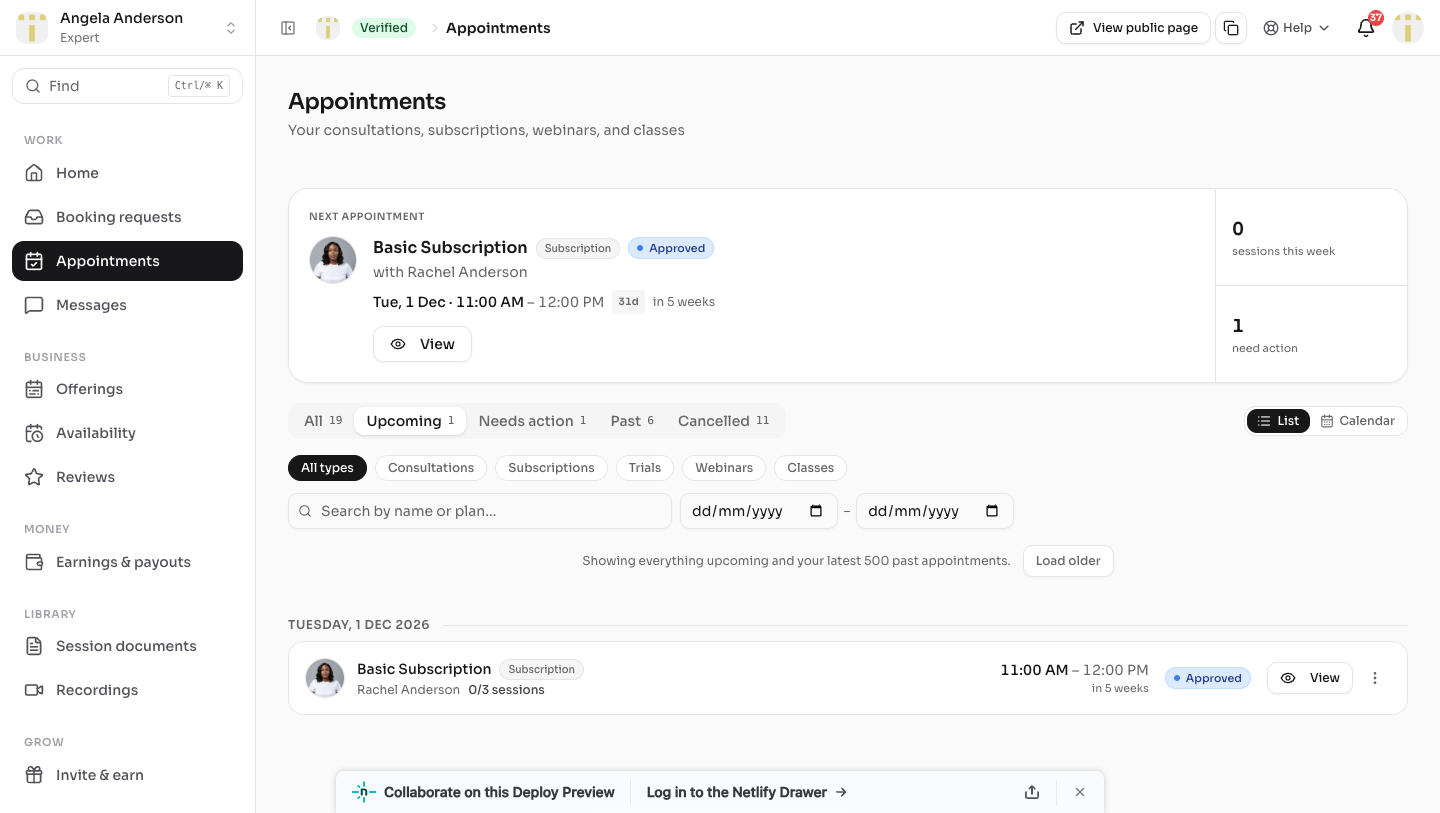 Angela Anderson
Expert
Find
Ctrl/⌘ K
WORK
Home
Booking requests
Appointments
Messages
BUSINESS
Offerings
Availability
Reviews
MONEY
Earnings & payouts
LIBRARY
Session documents
Recordings
GROW
Invite & earn
Verified
Appointments
View public page
Help
37
Appointments
Your consultations, subscriptions, webinars, and classes
NEXT APPOINTMENT
Basic Subscription Subscription Approved
with Rachel Anderson
Tue, 1 Dec · 11:00 AM – 12:00 PM 31d in 5 weeks
View
0
sessions this week
1
need action
All 19 Upcoming 1 Needs action 1 Past 6 Cancelled 11
List Calendar
All types Consultations Subscriptions Trials Webinars Classes
Search by name or plan... dd/mm/yyyy – dd/mm/yyyy
Showing everything upcoming and your latest 500 past appointments. Load older
TUESDAY, 1 DEC 2026
Basic Subscription Subscription
Rachel Anderson 0/3 sessions
11:00 AM – 12:00 PM
in 5 weeks
Approved
View
Collaborate on this Deploy Preview
Log in to the Netlify Drawer →